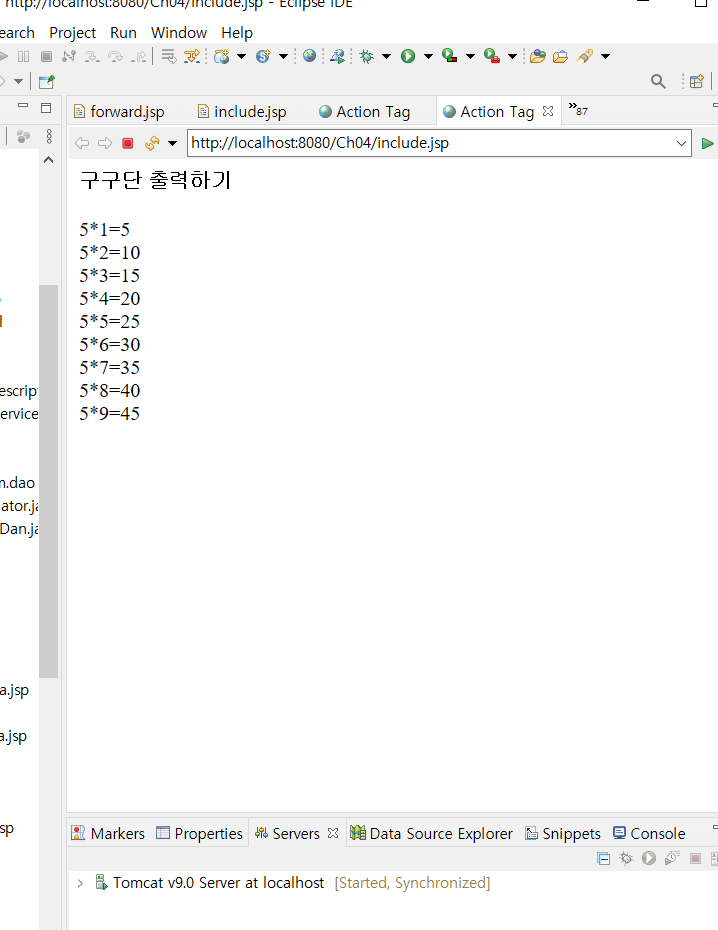 http://localhost:8080/Ch04/include.jsp - Eclipse IDE
earch Project Run Window Help
forward.jsp include.jsp Action Tag Action Tag »87
http://localhost:8080/Ch04/include.jsp
구구단 출력하기
5*1=5
5*2=10
5*3=15
5*4=20
5*5=25
5*6=30
5*7=35
5*8=40
5*9=45
escrip
ervice
m.dao
ator.ja
Dan.ja
a.jsp
a.jsp
sp
Markers Properties Servers Data Source Explorer Snippets Console
Tomcat v9.0 Server at localhost [Started, Synchronized]